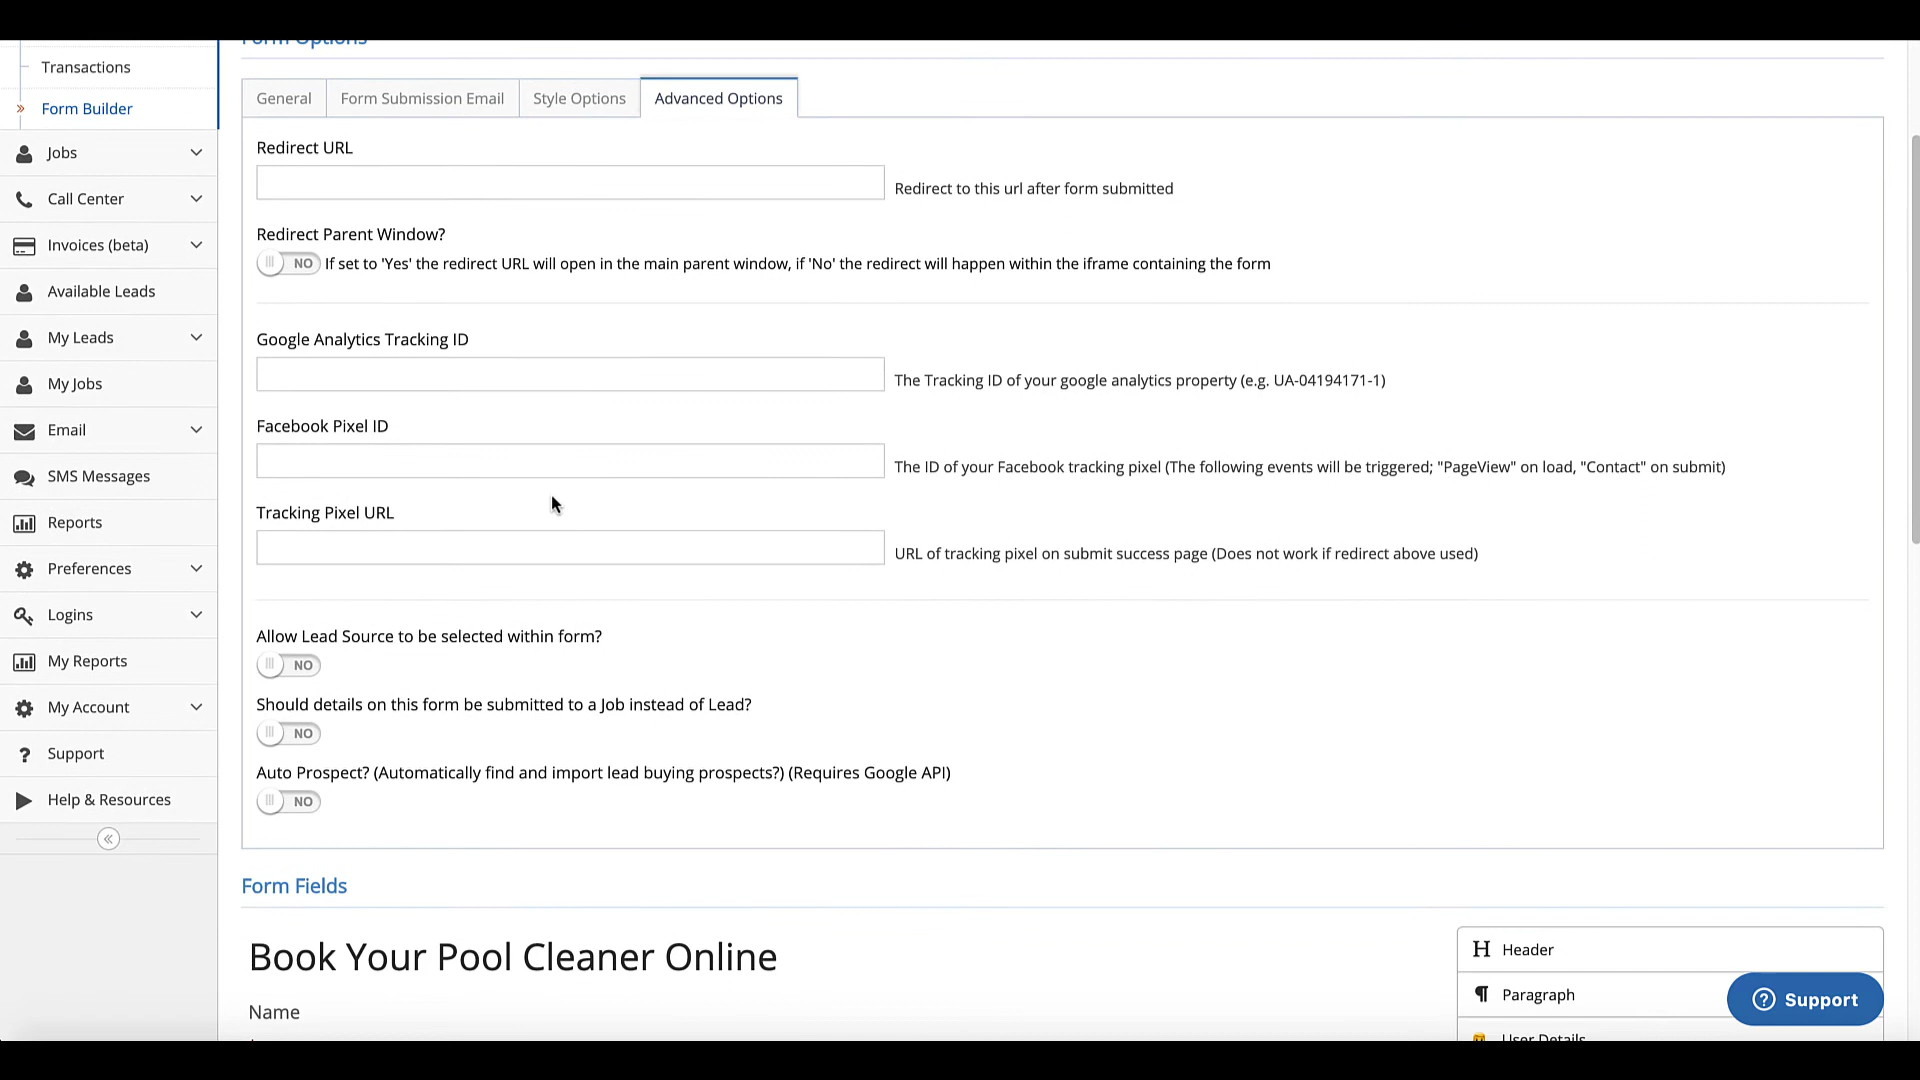 Form Options
Transactions
Form Builder
Jobs
Call Center
Invoices (beta)
Available Leads
My Leads
My Jobs
Email
SMS Messages
Reports
Preferences
Logins
My Reports
My Account
Support
Help & Resources
General
Form Submission Email
Style Options
Advanced Options
Redirect URL
Redirect to this url after form submitted
Redirect Parent Window?
NO If set to 'Yes' the redirect URL will open in the main parent window, if 'No' the redirect will happen within the iframe containing the form
Google Analytics Tracking ID
The Tracking ID of your google analytics property (e.g. UA-04194171-1)
Facebook Pixel ID
The ID of your Facebook tracking pixel (The following events will be triggered; "PageView" on load, "Contact" on submit)
Tracking Pixel URL
URL of tracking pixel on submit success page (Does not work if redirect above used)
Allow Lead Source to be selected within form?
NO
Should details on this form be submitted to a Job instead of Lead?
NO
Auto Prospect? (Automatically find and import lead buying prospects?) (Requires Google API)
NO
Form Fields
Book Your Pool Cleaner Online
Name
Header
Paragraph
User Details
Support